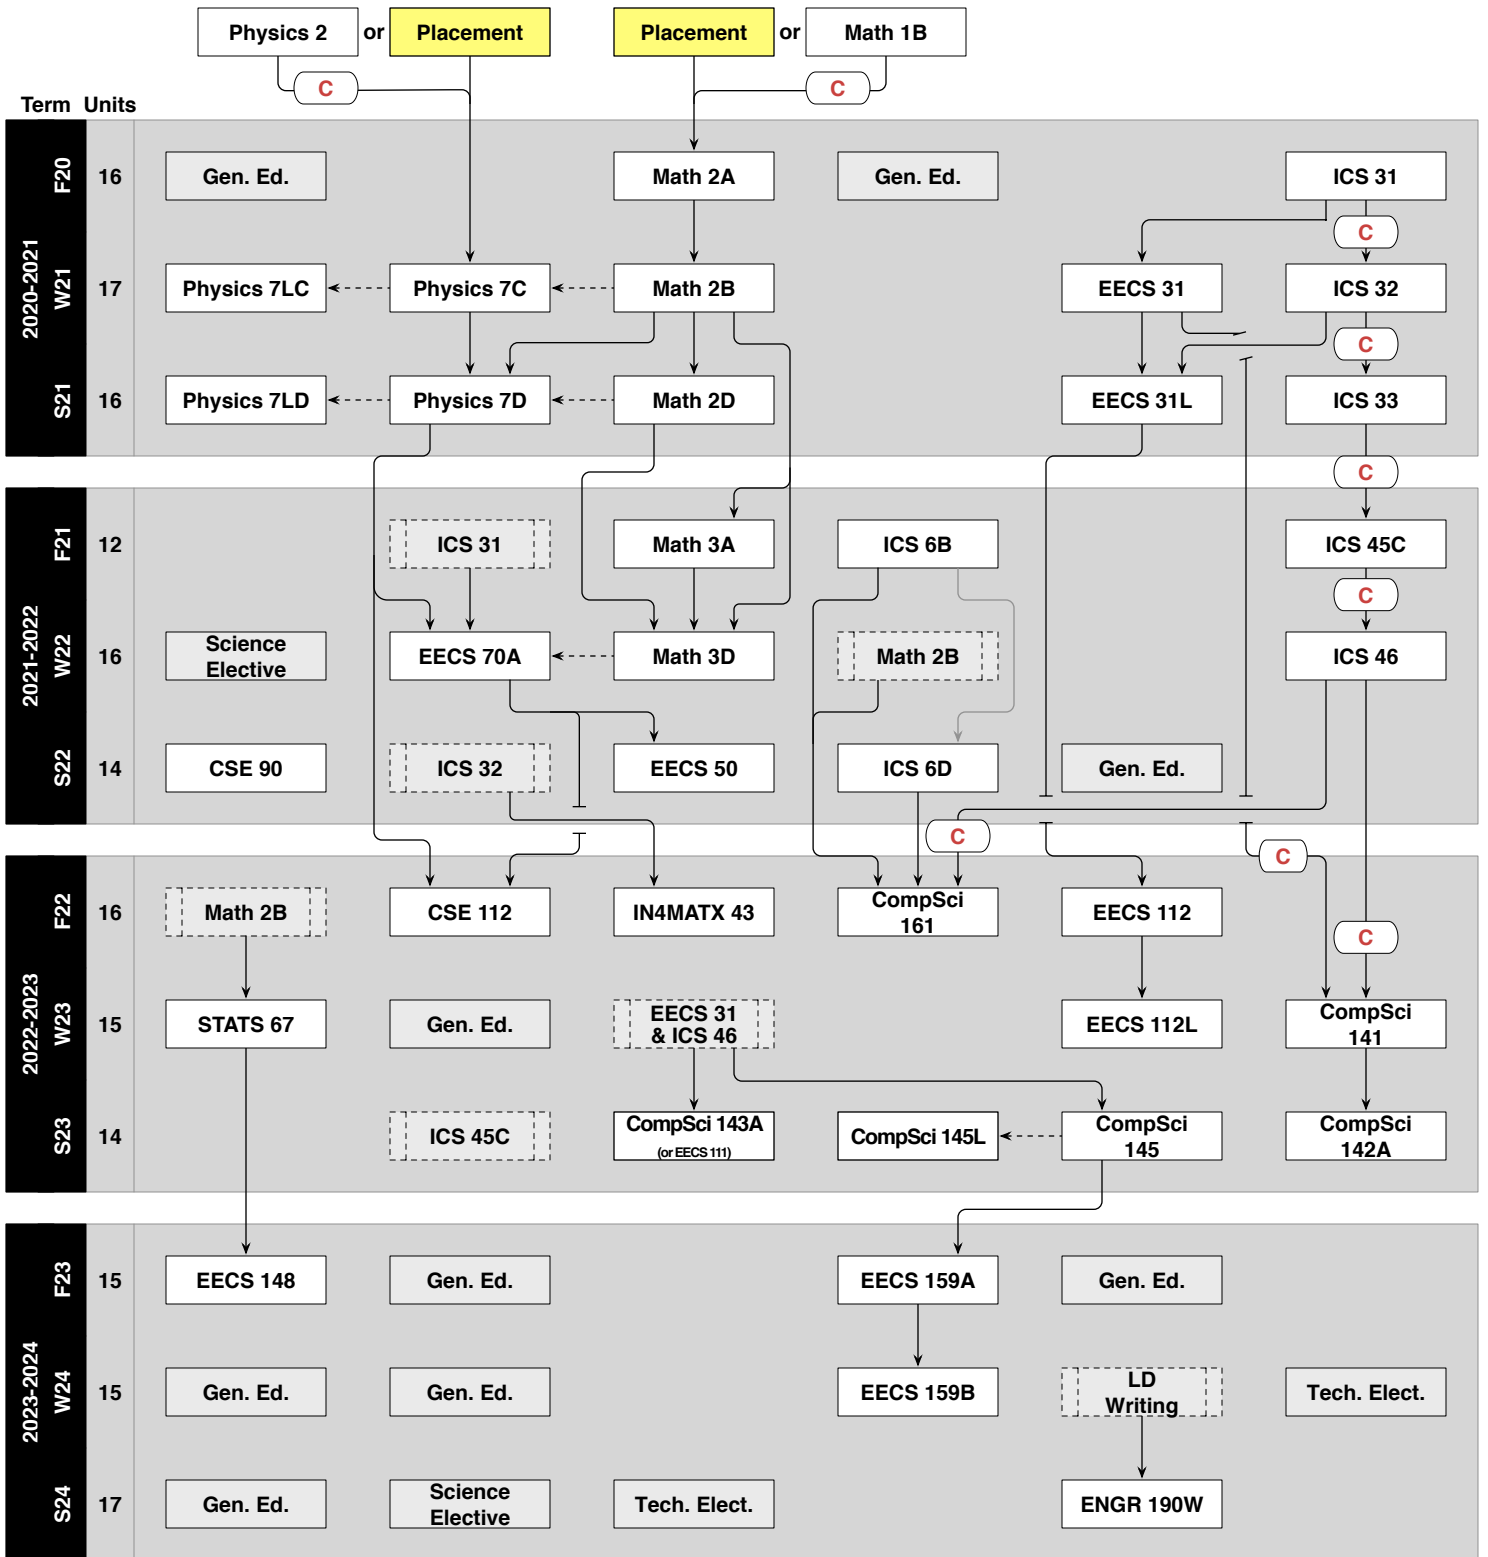 Physics 2 or Placement Placement or Math 1B
C C
Term Units
2020-2021
F20 16 Gen. Ed. Math 2A Gen. Ed. ICS 31
C
W21 17 Physics 7LC Physics 7C Math 2B EECS 31 ICS 32
C
S21 16 Physics 7LD Physics 7D Math 2D EECS 31L ICS 33
C
2021-2022
F21 12 ICS 31 Math 3A ICS 6B ICS 45C
C
W22 16 Science Elective EECS 70A Math 3D Math 2B ICS 46
S22 14 CSE 90 ICS 32 EECS 50 ICS 6D Gen. Ed.
C
C
2022-2023
F22 16 Math 2B CSE 112 IN4MATX 43 CompSci 161 EECS 112
C
W23 15 STATS 67 Gen. Ed. EECS 31 & ICS 46 EECS 112L CompSci 141
S23 14 ICS 45C CompSci 143A (or EECS 111) CompSci 145L CompSci 145 CompSci 142A
2023-2024
F23 15 EECS 148 Gen. Ed. EECS 159A Gen. Ed.
W24 15 Gen. Ed. Gen. Ed. EECS 159B LD Writing Tech. Elect.
S24 17 Gen. Ed. Science Elective Tech. Elect. ENGR 190W